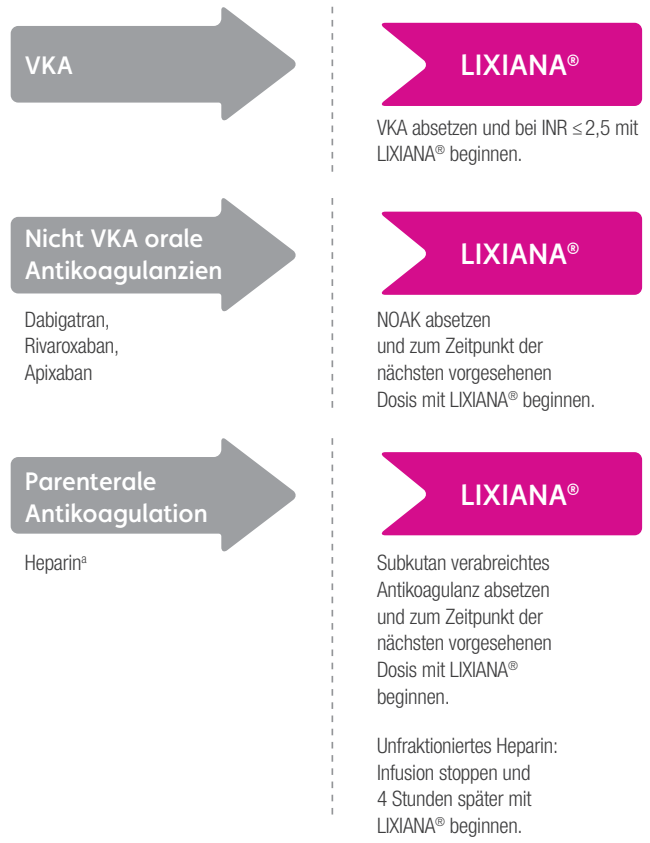 VKA
LIXIANA®
VKA absetzen und bei INR ≤ 2,5 mit
LIXIANA® beginnen.
Nicht VKA orale
Antikoagulanzien
Dabigatran,
Rivaroxaban,
Apixaban
LIXIANA®
NOAK absetzen
und zum Zeitpunkt der
nächsten vorgesehenen
Dosis mit LIXIANA® beginnen.
Parenterale
Antikoagulation
Heparinᵃ
LIXIANA®
Subkutan verabreichtes
Antikoagulanz absetzen
und zum Zeitpunkt der
nächsten vorgesehenen
Dosis mit LIXIANA®
beginnen.
Unfraktioniertes Heparin:
Infusion stoppen und
4 Stunden später mit
LIXIANA® beginnen.